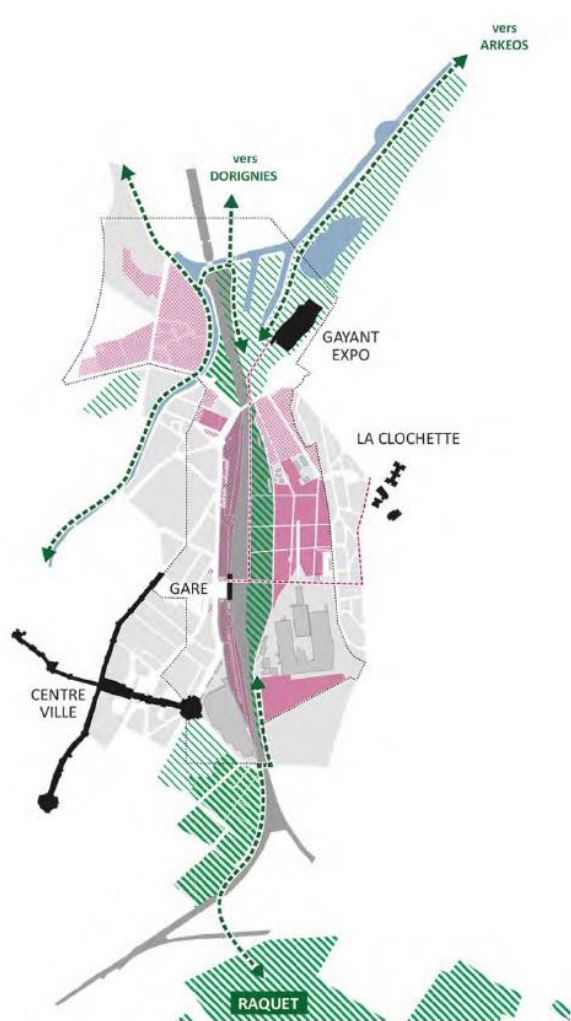 vers
ARKEOS
vers
DORIGNIES
GAYANT
EXPO
LA CLOCHETTE
GARE
CENTRE
VILLE
RAQUET